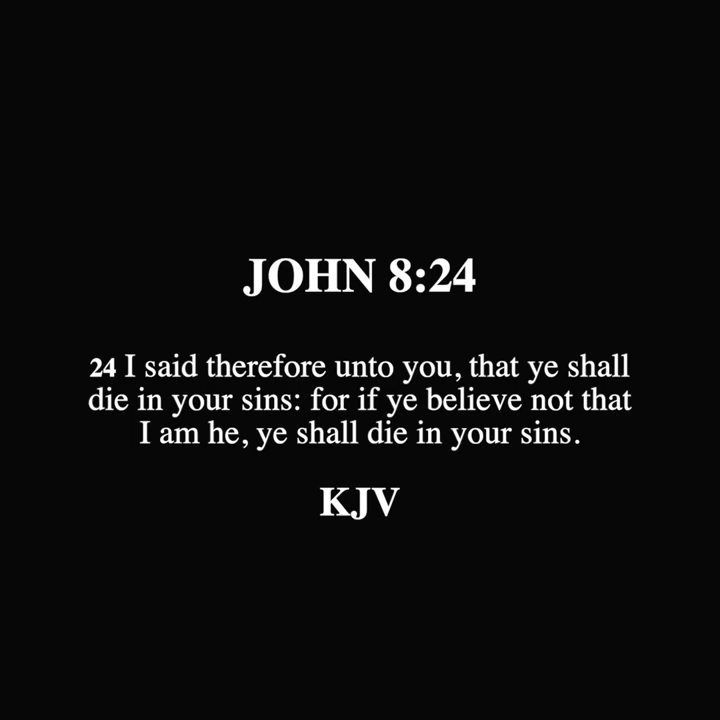 JOHN 8:24
24 I said therefore unto you, that ye shall
die in your sins: for if ye believe not that
I am he, ye shall die in your sins.
KJV